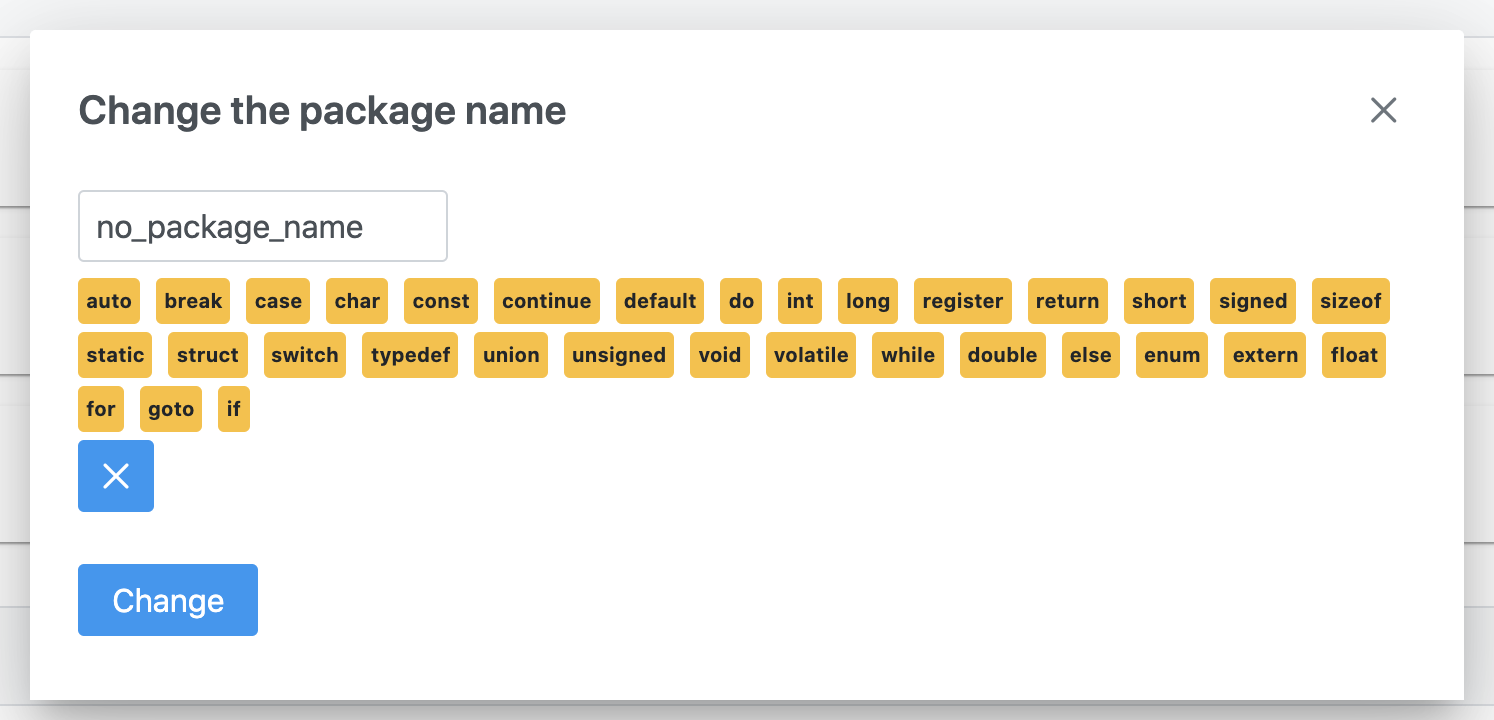 Change the package name
no_package_name
auto break case char const continue default do int long register return short signed sizeof
static struct switch typedef union unsigned void volatile while double else enum extern float
for goto if
Change